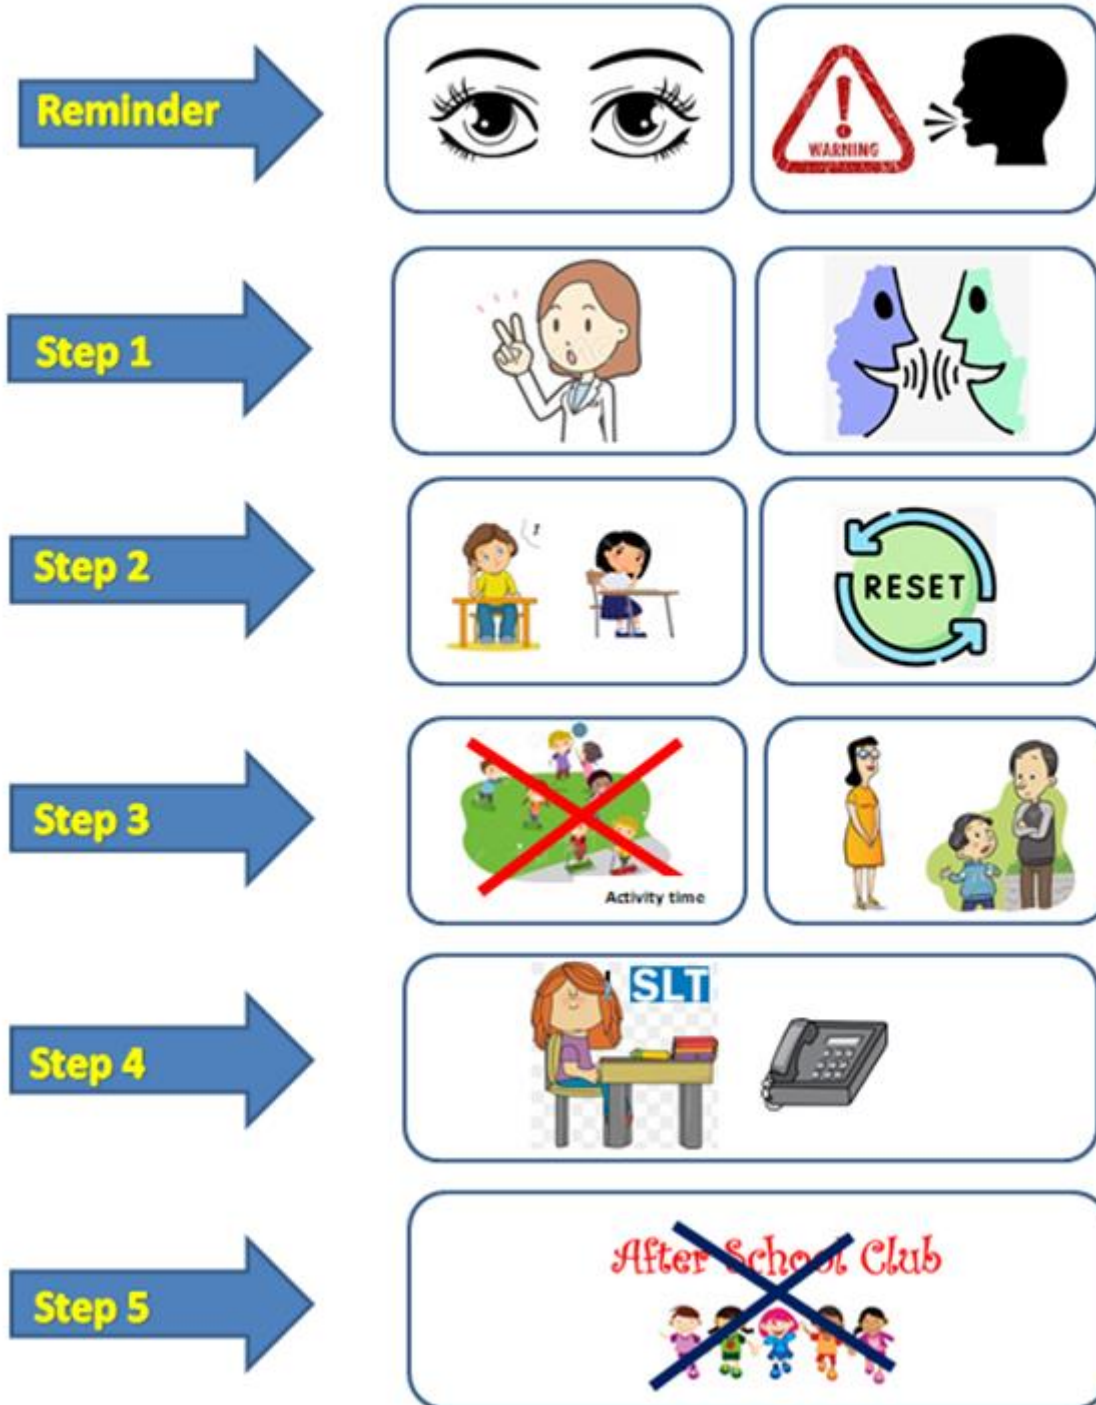 Reminder
WARNING
Step 1
Step 2
RESET
Step 3
Activity time
Step 4
SLT
Step 5
After School Club